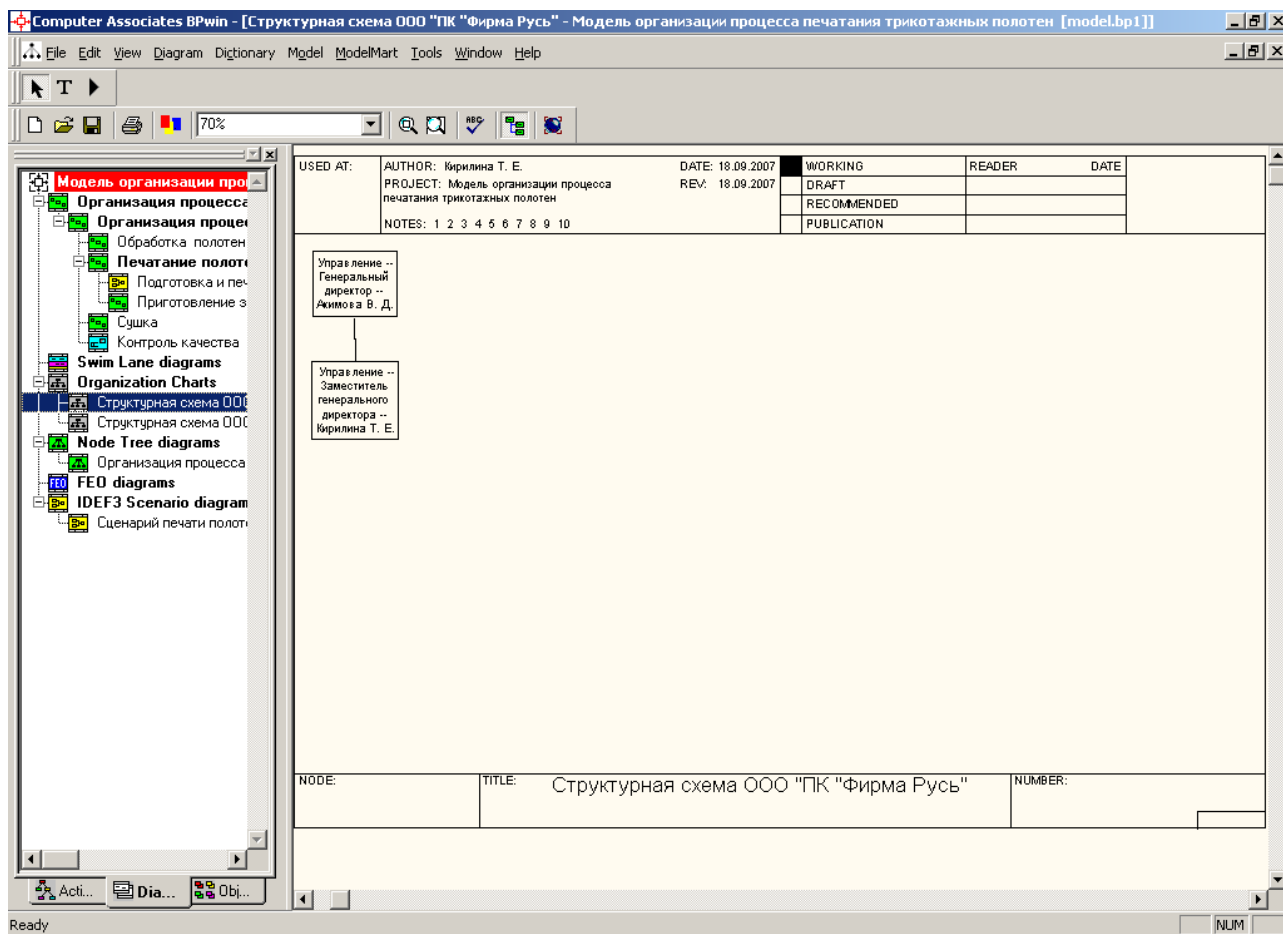 Computer Associates BPwin - [Структурная схема ООО "ПК "Фирма Русь" - Модель организации процесса печатания трикотажных полотен [model.bp1]]
File Edit View Diagram Dictionary Model ModelMart Tools Window Help
T
70%
ABC
Модель организации про
Организация процесса
Организация процес
Обработка полотен
Печатание полоте
Подготовка и печ
Приготовление з
Сушка
Контроль качества
Swim Lane diagrams
Organization Charts
Структурная схема ООО
Структурная схема ООО
Node Tree diagrams
Организация процесса
FEO
FEO diagrams
IDEF3 Scenario diagram
Сценарий печати полот
Acti... Dia... Obj...
USED AT:
AUTHOR: Кирилина Т. Е.
DATE: 18.09.2007
PROJECT: Модель организации процесса
REV: 18.09.2007
печатания трикотажных полотен
NOTES: 1 2 3 4 5 6 7 8 9 10
WORKING
READER DATE
DRAFT
RECOMMENDED
PUBLICATION
Управление --
Генеральный
директор --
Акимова В. Д.
Управление --
Заместитель
генерального
директора --
Кирилина Т. Е.
NODE:
TITLE:
Структурная схема ООО "ПК "Фирма Русь"
NUMBER:
Ready
NUM